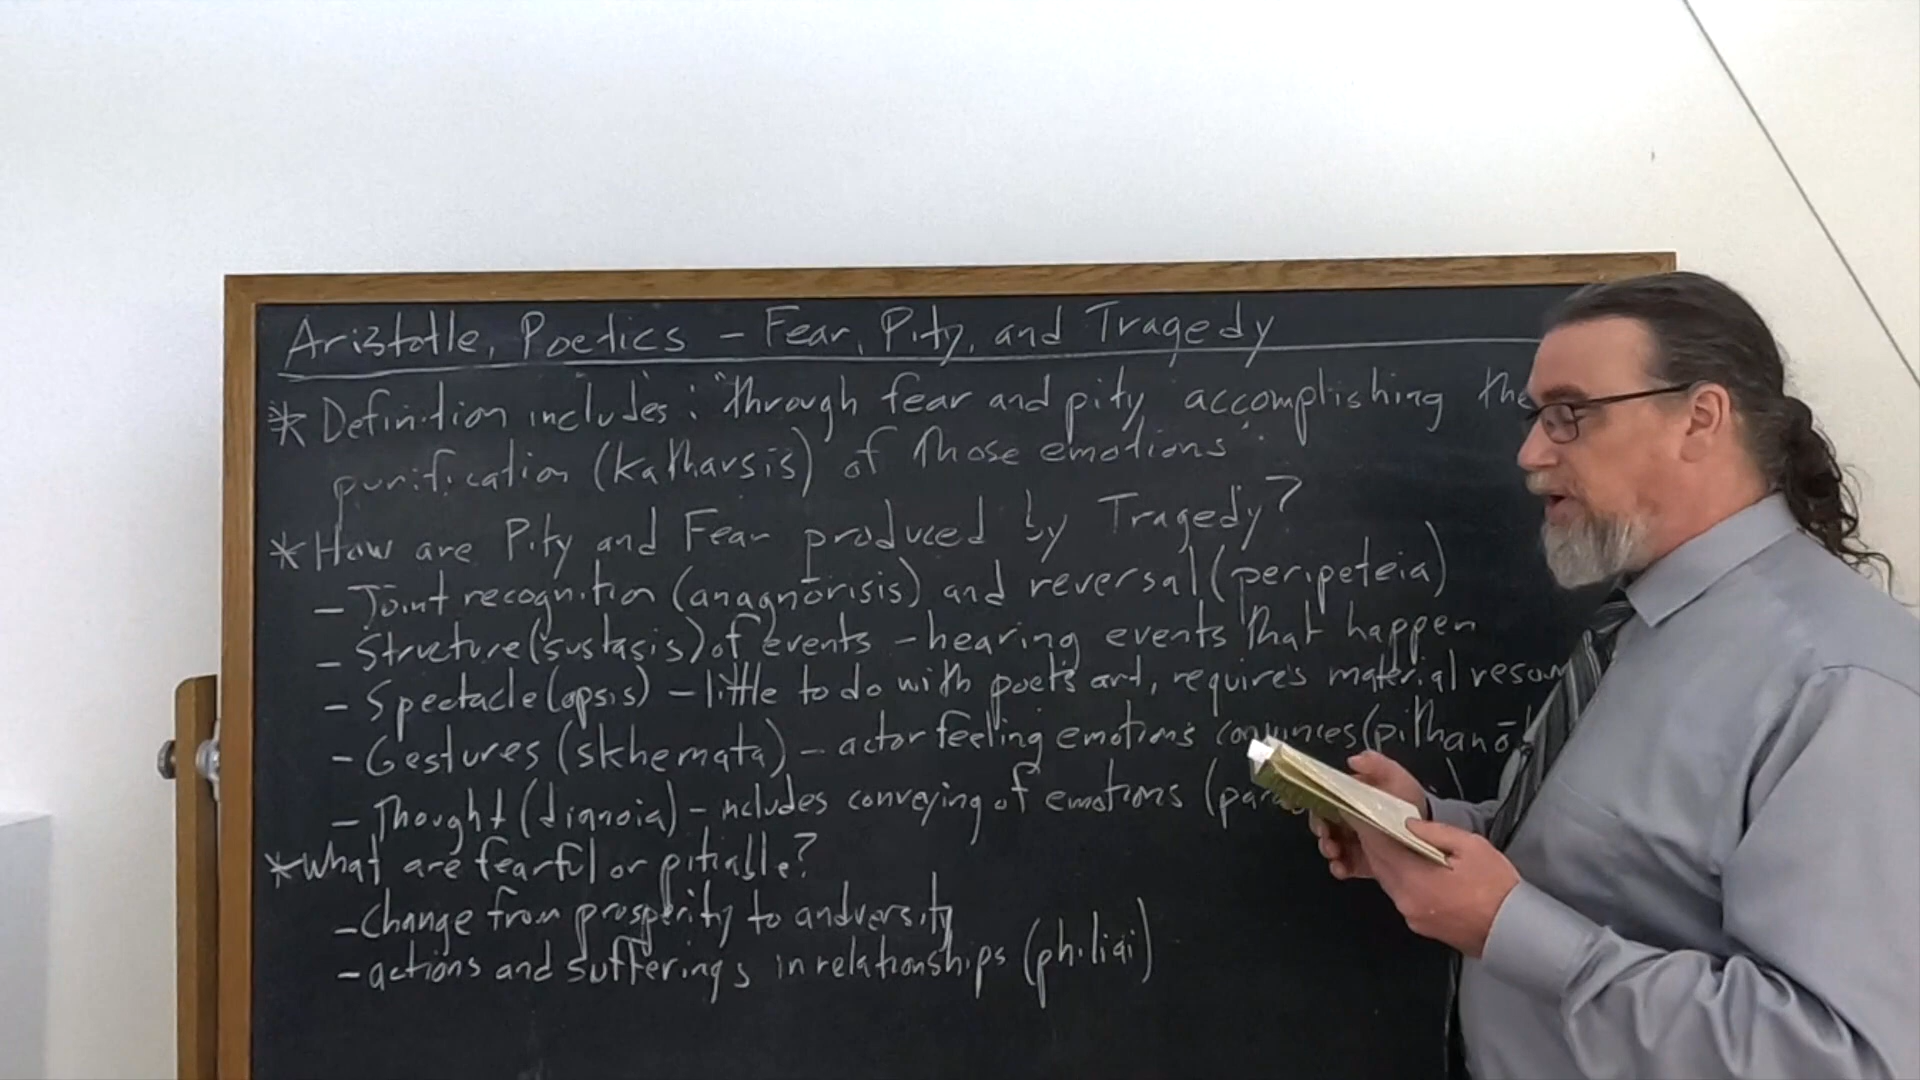 Aristotle, Poetics - Fear, Pity, and Tragedy
* Definition includes: "through fear and pity accomplishing the
purification (katharsis) of those emotions"
* How are Pity and Fear produced by Tragedy?
- Joint recognition (anagnōrisis) and reversal (peripeteia)
- Structure (sustasis) of events - hearing events that happen
- Spectacle (opsis) - little to do with poet's art, requires material
- Gestures (skhemata) - actor feeling emotions convinces
- Thought (dianoia) - includes conveying of emotions
* What are fearful or pitiable?
- Change from prosperity to andversity
- actions and sufferings in relationships (philiai)